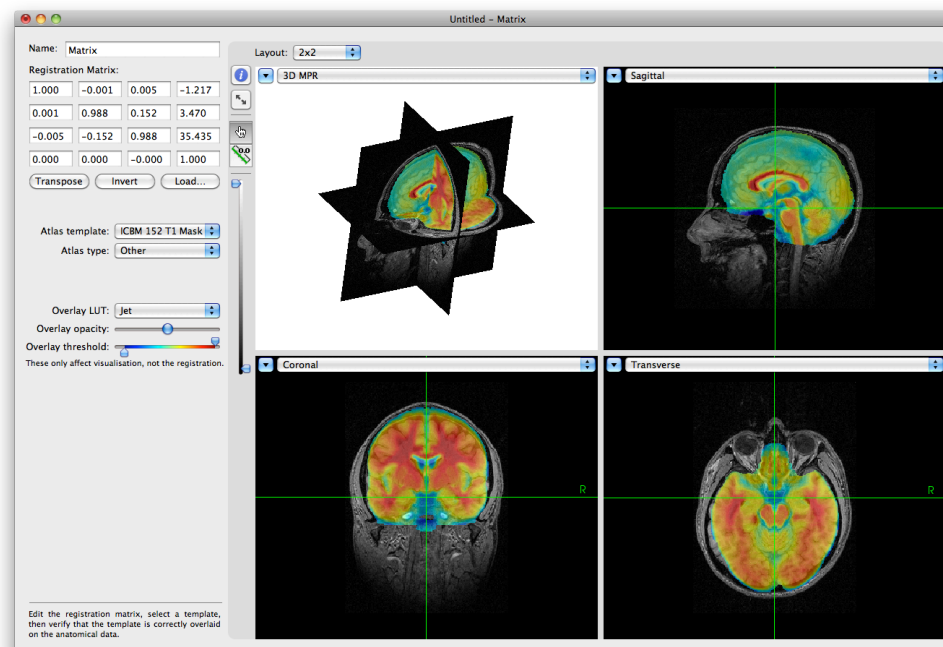 Untitled – Matrix
Name: Matrix
Layout: 2x2
Registration Matrix:
1.000 −0.001 0.005 −1.217
0.001 0.988 0.152 3.470
−0.005 −0.152 0.988 35.435
0.000 0.000 −0.000 1.000
Transpose Invert Load...
Atlas template: ICBM 152 T1 Mask
Atlas type: Other
Overlay LUT: Jet
Overlay opacity:
Overlay threshold:
These only affect visualisation, not the registration.
Edit the registration matrix, select a template,
then verify that the template is correctly overlaid
on the anatomical data.
3D MPR
Sagittal
Coronal
R
Transverse
R